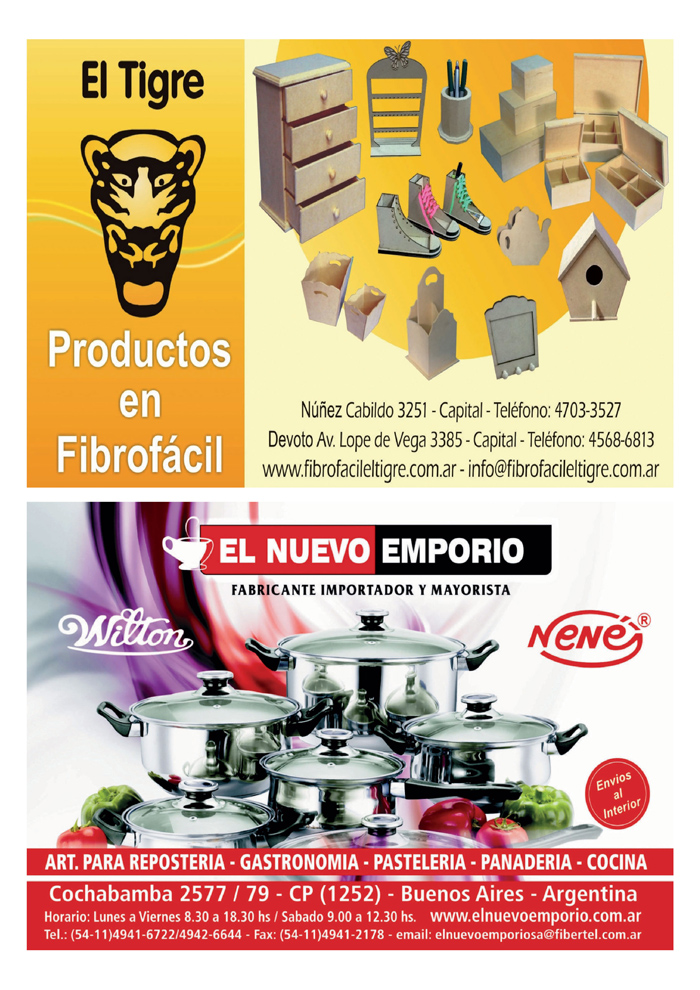 El Tigre
Productos
en
Fibrofácil
Núñez Cabildo 3251 - Capital - Teléfono: 4703-3527
Devoto Av. Lope de Vega 3385 - Capital - Teléfono: 4568-6813
www.fibrofacileltigre.com.ar - info@fibrofacileltigre.com.ar
EL NUEVO EMPORIO
FABRICANTE IMPORTADOR Y MAYORISTA
Wilton
Nené®
Envios
al
Interior
ART. PARA REPOSTERIA - GASTRONOMIA - PASTELERIA - PANADERIA - COCINA
Cochabamba 2577 / 79 - CP (1252) - Buenos Aires - Argentina
Horario: Lunes a Viernes 8.30 a 18.30 hs / Sabado 9.00 a 12.30 hs. www.elnuevoemporio.com.ar
Tel.: (54-11)4941-6722/4942-6644 - Fax: (54-11)4941-2178 - email: elnuevoemporiosa@fibertel.com.ar